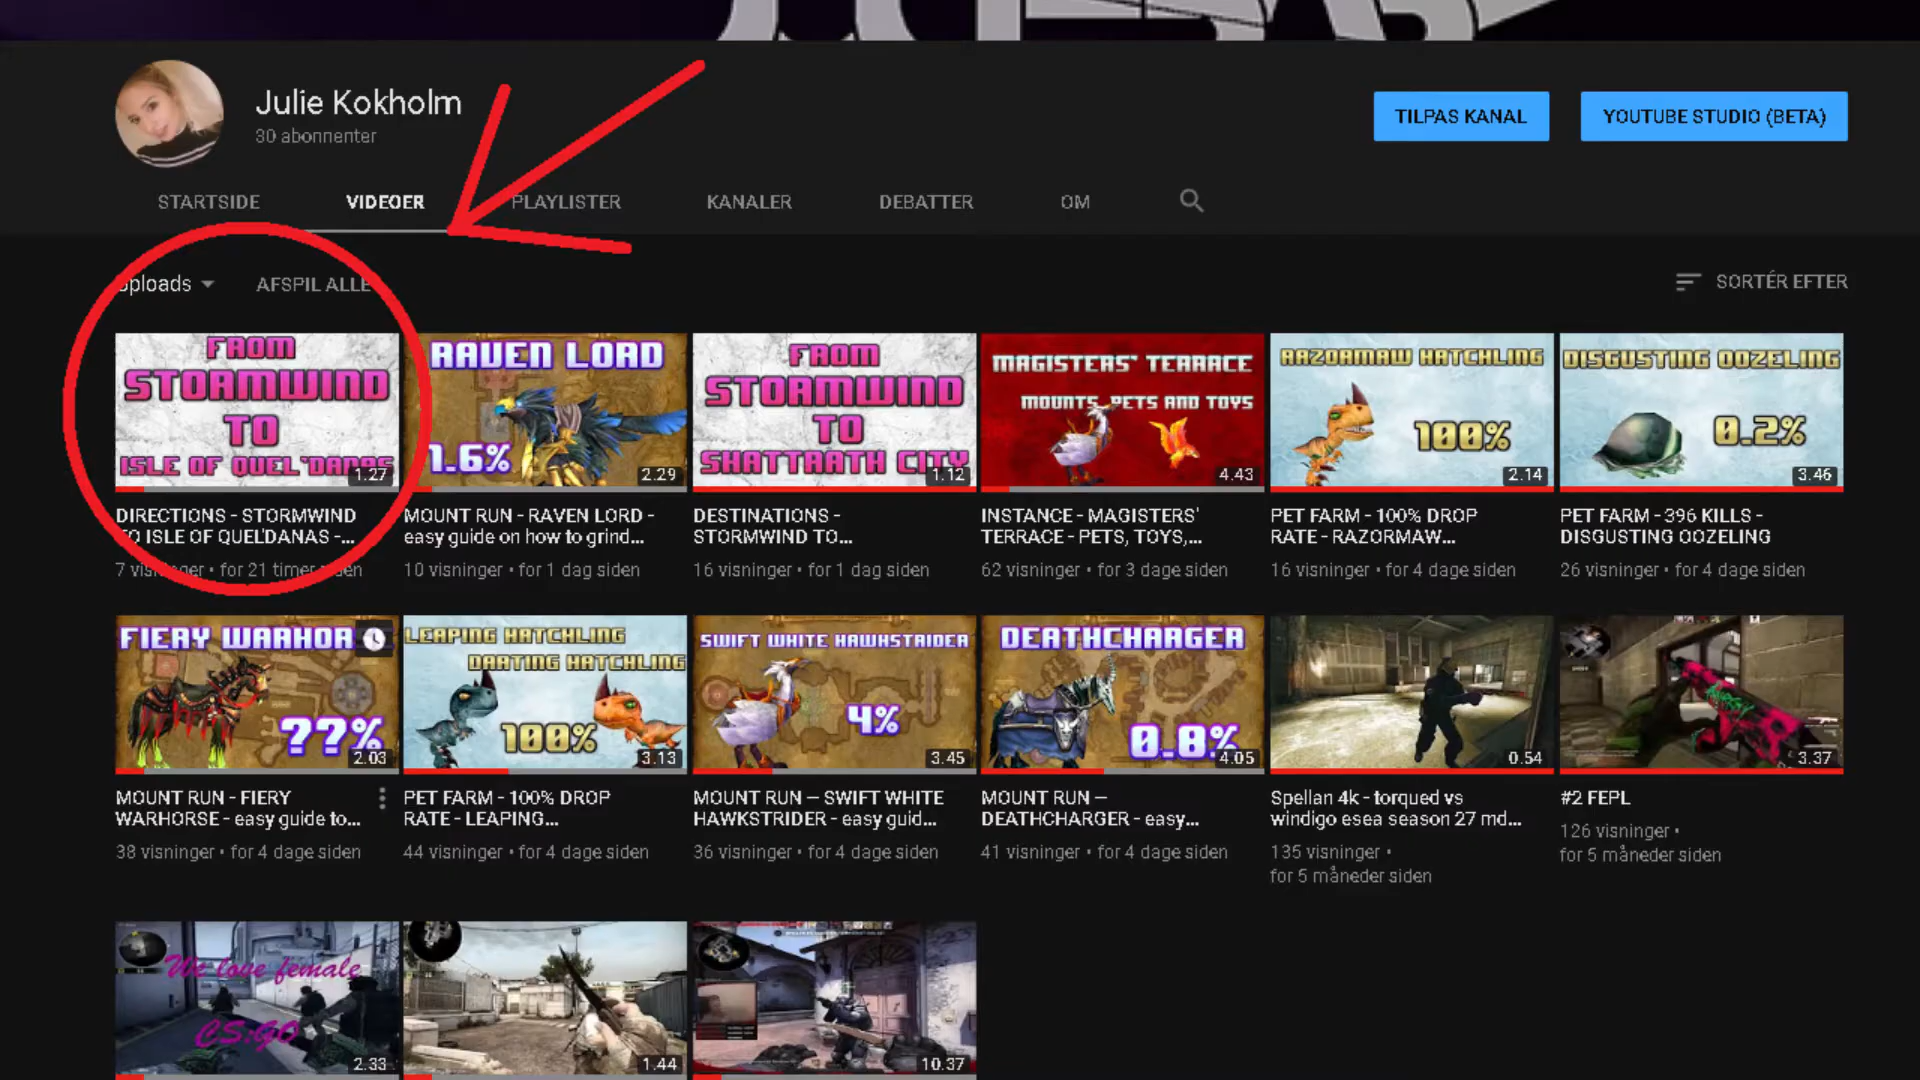 Julie Kokholm
30 abonnenter
TILPAS KANAL
YOUTUBE STUDIO (BETA)
STARTSIDE
VIDEOER
PLAYLISTER
KANALER
DEBATTER
OM
AFSPIL ALLE
SORTÉR EFTER
FROM
STORMWIND
TO
ISLE OF QUEL'DANAS
1.27
DIRECTIONS - STORMWIND
TO ISLE OF QUEL'DANAS -...
7 visninger • for 21 timer siden
RAVEN LORD
1.6%
2.29
MOUNT RUN - RAVEN LORD -
easy guide on how to grind...
10 visninger • for 1 dag siden
FROM
STORMWIND
TO
SHATTRATH CITY
1.12
DESTINATIONS -
STORMWIND TO...
16 visninger • for 1 dag siden
MAGISTERS' TERRACE
MOUNTS, PETS AND TOYS
4.43
INSTANCE - MAGISTERS'
TERRACE - PETS, TOYS,...
62 visninger • for 3 dage siden
RAZORMAW HATCHLING
100%
2.14
PET FARM - 100% DROP
RATE - RAZORMAW...
16 visninger • for 4 dage siden
DISGUSTING OOZELING
0.2%
3.46
PET FARM - 396 KILLS -
DISGUSTING OOZELING
26 visninger • for 4 dage siden
FIERY WARHOR
??%
2.03
MOUNT RUN - FIERY
WARHORSE - easy guide to...
38 visninger • for 4 dage siden
LEAPING HATCHLING
DARTING HATCHLING
100%
3.13
PET FARM - 100% DROP
RATE - LEAPING...
44 visninger • for 4 dage siden
SWIFT WHITE HAWKSTRIDER
4%
3.45
MOUNT RUN – SWIFT WHITE
HAWKSTRIDER - easy guid...
36 visninger • for 4 dage siden
DEATHCHARGER
0.8%
4.05
MOUNT RUN –
DEATHCHARGER - easy...
41 visninger • for 4 dage siden
0.54
Spellan 4k - torqued vs
windigo esea season 27 md...
135 visninger •
for 5 måneder siden
3.37
#2 FEPL
126 visninger •
for 5 måneder siden
We love female
CS:GO
2.33
1.44
10.37